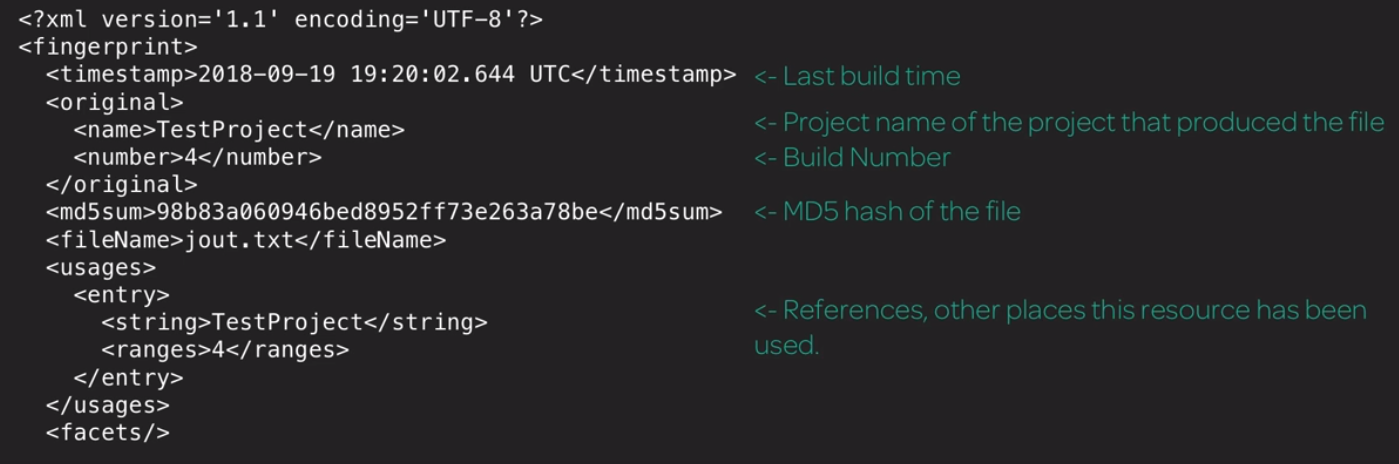 <?xml version='1.1' encoding='UTF-8'?>
<fingerprint>
<timestamp>2018-09-19 19:20:02.644 UTC</timestamp> <- Last build time
<original>
<name>TestProject</name> <- Project name of the project that produced the file
<number>4</number> <- Build Number
</original>
<md5sum>98b83a060946bed8952ff73e263a78be</md5sum> <- MD5 hash of the file
<fileName>jout.txt</fileName>
<usages>
<entry>
<string>TestProject</string> <- References, other places this resource has been
<ranges>4</ranges> used.
</entry>
</usages>
<facets/>